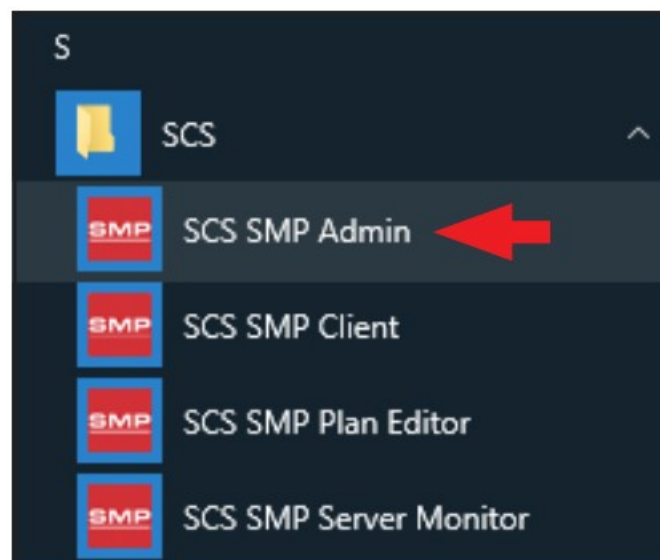 S
SCS
SMP SCS SMP Admin
SMP SCS SMP Client
SMP SCS SMP Plan Editor
SMP SCS SMP Server Monitor